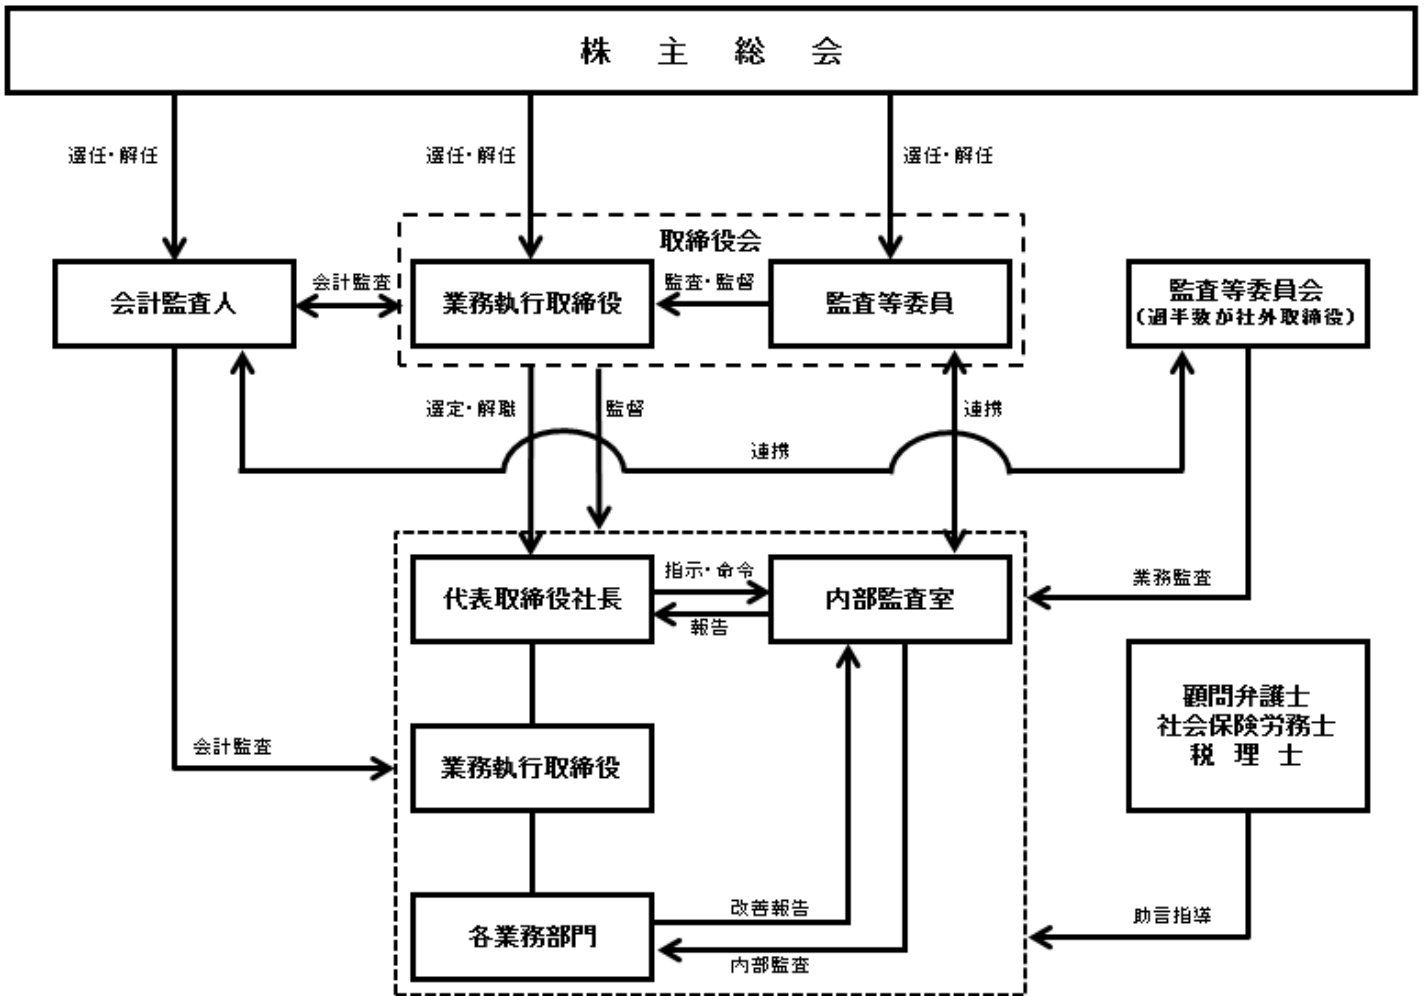 株主総会
選任・解任
選任・解任
選任・解任
取締役会
会計監査人
会計監査
業務執行取締役
監査・監督
監査等委員
監査等委員会
（過半数が社外取締役）
選定・解職
監督
連携
連携
代表取締役社長
指示・命令
報告
内部監査室
業務監査
顧問弁護士
社会保険労務士
税理士
会計監査
業務執行取締役
各業務部門
改善報告
内部監査
助言指導